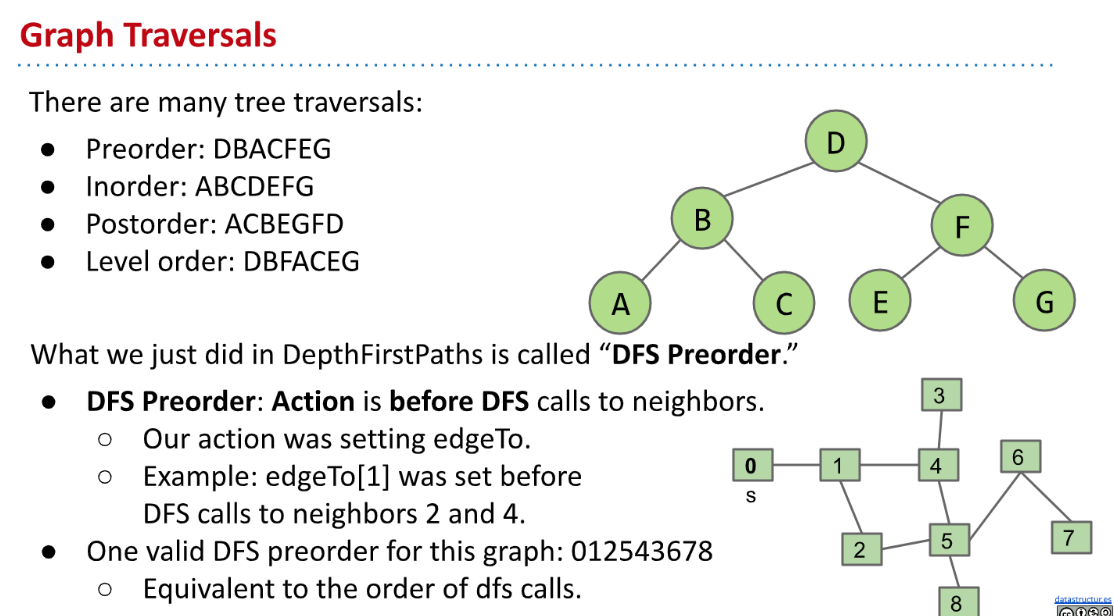 Graph Traversals
There are many tree traversals:
● Preorder: DBACFEG
● Inorder: ABCDEFG
● Postorder: ACBEGFD
● Level order: DBFACEG
D
B
F
A
C
E
G
What we just did in DepthFirstPaths is called “DFS Preorder.”
● DFS Preorder: Action is before DFS calls to neighbors.
○ Our action was setting edgeTo.
○ Example: edgeTo[1] was set before
DFS calls to neighbors 2 and 4.
● One valid DFS preorder for this graph: 012543678
○ Equivalent to the order of dfs calls.
3
0
1
4
6
s
2
5
7
8
datastructur.es